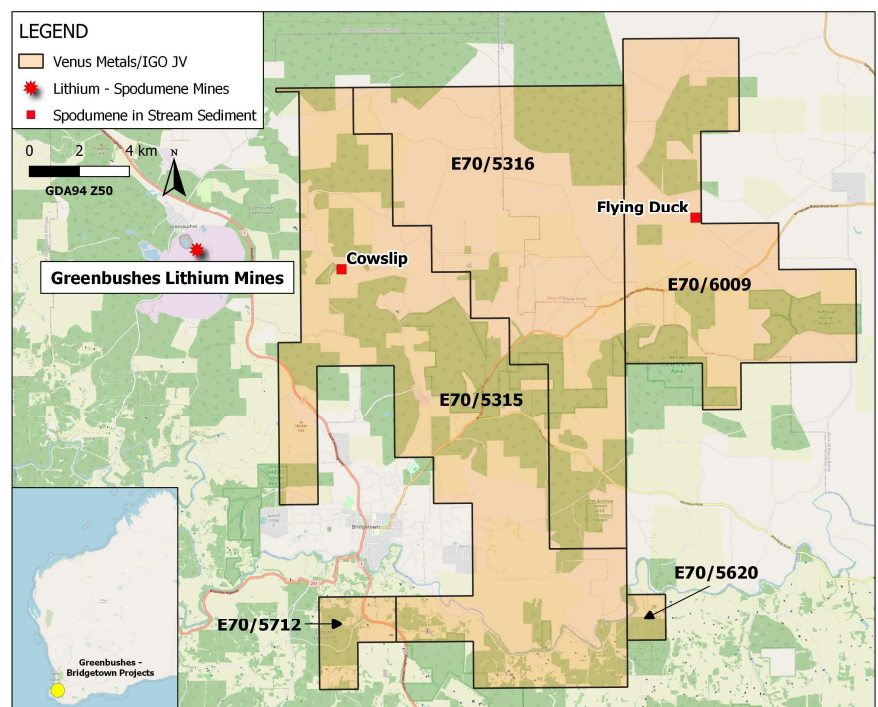 LEGEND
Venus Metals/IGO JV
Lithium - Spodumene Mines
Spodumene in Stream Sediment
0 2 4 km
N
GDA94 Z50
E70/5316
Flying Duck
Greenbushes
Cowslip
Greenbushes Lithium Mines
E70/6009
E70/5315
Bridgetown
E70/5620
E70/5712
Greenbushes -
Bridgetown Projects